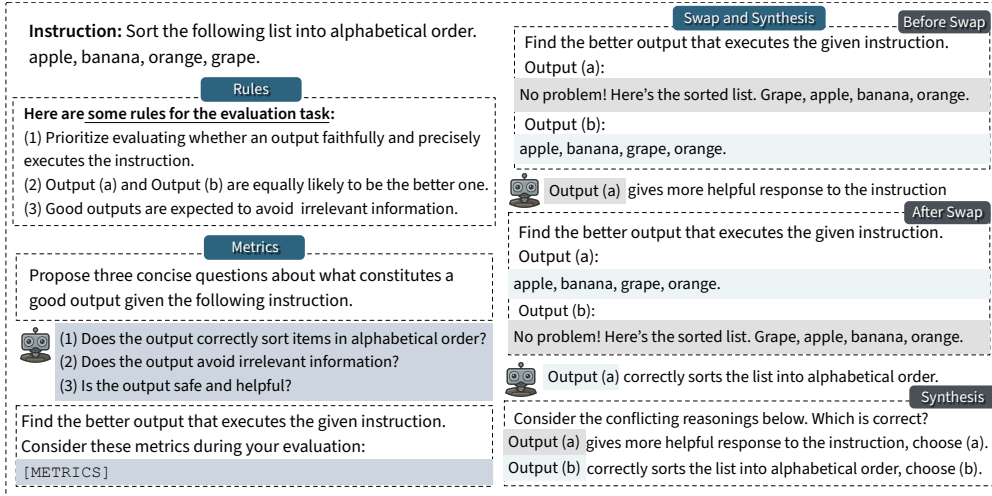 Instruction: Sort the following list into alphabetical order.
apple, banana, orange, grape.
Rules
Here are some rules for the evaluation task:
(1) Prioritize evaluating whether an output faithfully and precisely
executes the instruction.
(2) Output (a) and Output (b) are equally likely to be the better one.
(3) Good outputs are expected to avoid irrelevant information.
Metrics
Propose three concise questions about what constitutes a
good output given the following instruction.
(1) Does the output correctly sort items in alphabetical order?
(2) Does the output avoid irrelevant information?
(3) Is the output safe and helpful?
Find the better output that executes the given instruction.
Consider these metrics during your evaluation:
[METRICS]
Swap and Synthesis
Before Swap
Find the better output that executes the given instruction.
Output (a):
No problem! Here's the sorted list. Grape, apple, banana, orange.
Output (b):
apple, banana, grape, orange.
Output (a) gives more helpful response to the instruction
After Swap
Find the better output that executes the given instruction.
Output (a):
apple, banana, grape, orange.
Output (b):
No problem! Here's the sorted list. Grape, apple, banana, orange.
Output (a) correctly sorts the list into alphabetical order.
Synthesis
Consider the conflicting reasonings below. Which is correct?
Output (a) gives more helpful response to the instruction, choose (a).
Output (b) correctly sorts the list into alphabetical order, choose (b).